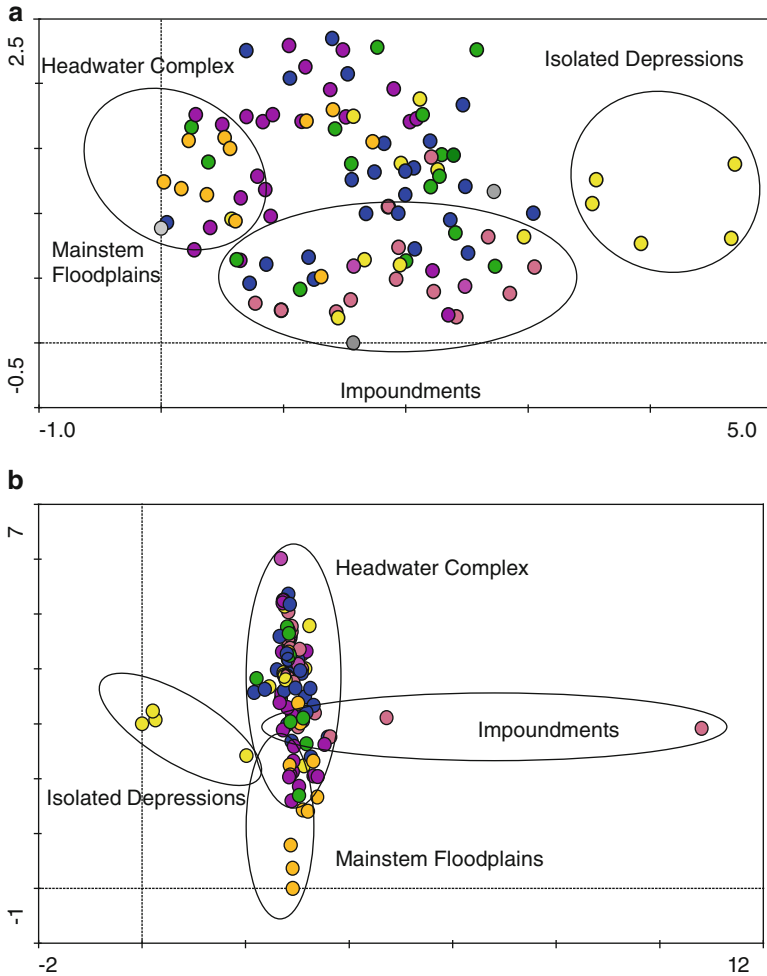 a
2.5
Headwater Complex
Isolated Depressions
Mainstem
Floodplains
Impoundments
-0.5
-1.0
5.0
b
7
Headwater Complex
Impoundments
Isolated Depressions
Mainstem Floodplains
-1
-2
12